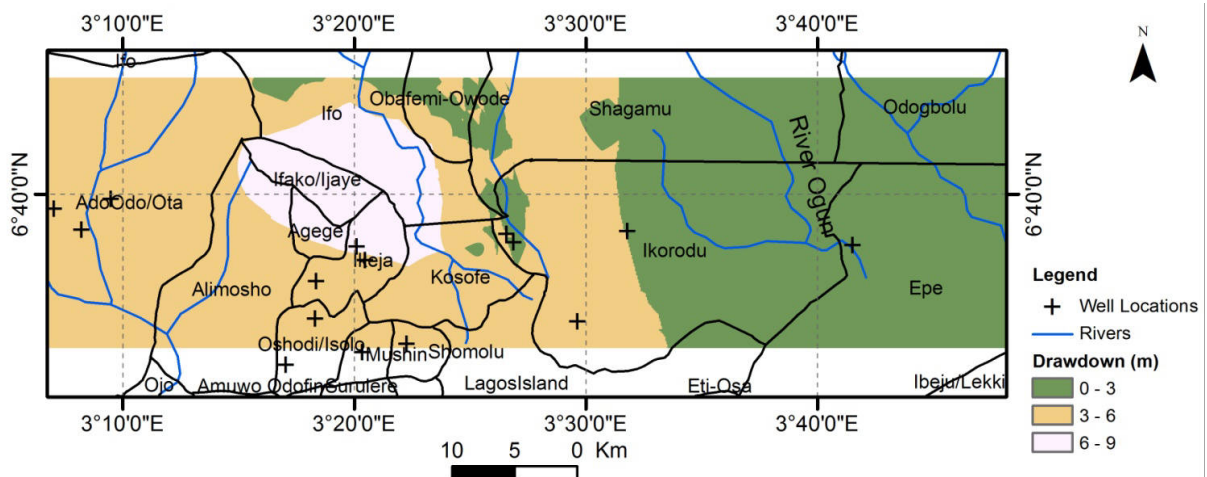 3°10'0"E 3°20'0"E 3°30'0"E 3°40'0"E
N
Ifo
Obafemi-Owode
Shagamu
Odogbolu
Ifo
River Ogun
6°40'0"N
6°40'0"N
Ifako/Ijaye
AdoOdo/Ota
Agege
Ikeja
Ikorodu
Kosofe
Alimosho
Epe
Oshodi/Isolo
Mushin
Shomolu
Ojo
Amuwo Odofin
Surulere
LagosIsland
Eti-Osa
Ibeju/Lekki
3°10'0"E 3°20'0"E 3°30'0"E 3°40'0"E
10 5 0 Km
Legend
Well Locations
Rivers
Drawdown (m)
0 - 3
3 - 6
6 - 9